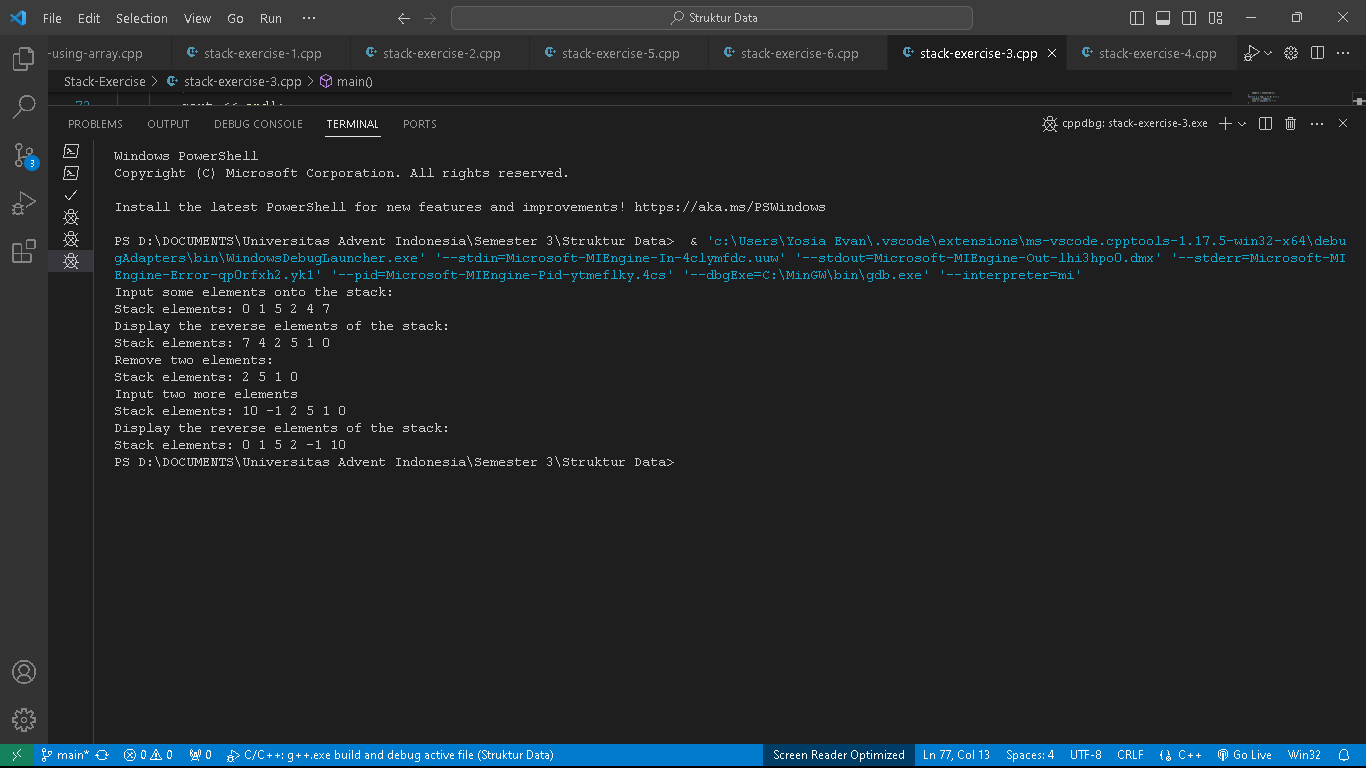 File Edit Selection View Go Run ··· Struktur Data
-using-array.cpp stack-exercise-1.cpp stack-exercise-2.cpp stack-exercise-5.cpp stack-exercise-6.cpp stack-exercise-3.cpp stack-exercise-4.cpp
Stack-Exercise > stack-exercise-3.cpp > main()
PROBLEMS OUTPUT DEBUG CONSOLE TERMINAL PORTS cppdbg: stack-exercise-3.exe
Windows PowerShell
Copyright (C) Microsoft Corporation. All rights reserved.
Install the latest PowerShell for new features and improvements! https://aka.ms/PSWindows
PS D:\DOCUMENTS\Universitas Advent Indonesia\Semester 3\Struktur Data>  & 'c:\Users\Yosia Evan\.vscode\extensions\ms-vscode.cpptools-1.17.5-win32-x64\debu
gAdapters\bin\WindowsDebugLauncher.exe' '--stdin=Microsoft-MIEngine-In-4clymfdc.uuw' '--stdout=Microsoft-MIEngine-Out-lhi3hpo0.dmx' '--stderr=Microsoft-MI
Engine-Error-qp0rfxh2.yk1' '--pid=Microsoft-MIEngine-Pid-ytmeflky.4cs' '--dbgExe=C:\MinGW\bin\gdb.exe' '--interpreter=mi'
Input some elements onto the stack:
Stack elements: 0 1 5 2 4 7
Display the reverse elements of the stack:
Stack elements: 7 4 2 5 1 0
Remove two elements:
Stack elements: 2 5 1 0
Input two more elements
Stack elements: 10 -1 2 5 1 0
Display the reverse elements of the stack:
Stack elements: 0 1 5 2 -1 10
PS D:\DOCUMENTS\Universitas Advent Indonesia\Semester 3\Struktur Data>
3
main* 0 0 0 C/C++: g++.exe build and debug active file (Struktur Data) Screen Reader Optimized Ln 77, Col 13 Spaces: 4 UTF-8 CRLF {} C++ Go Live Win32